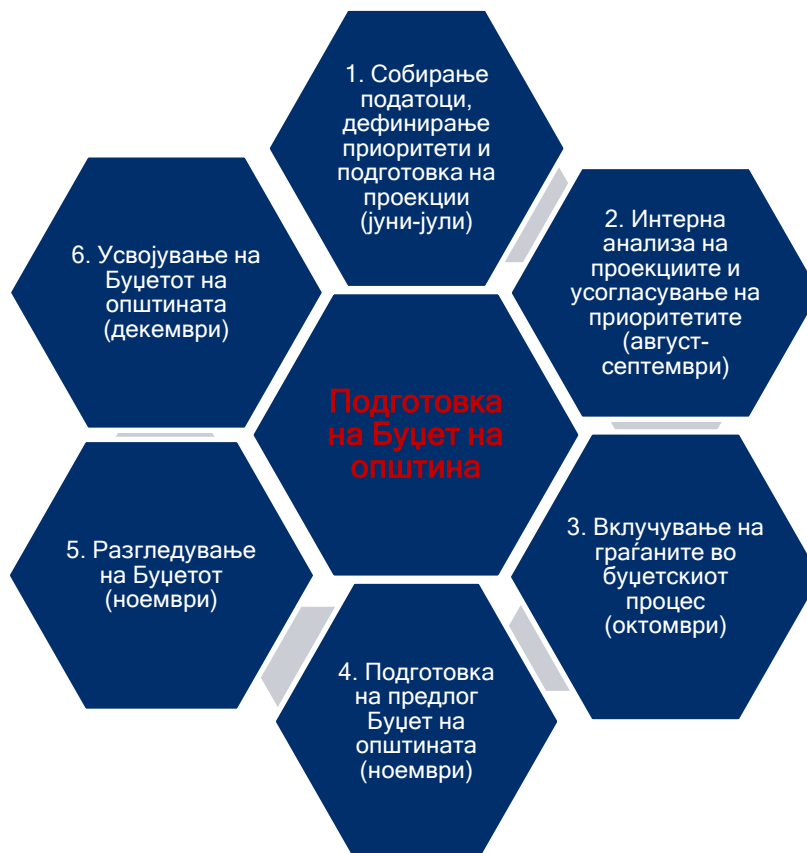 1. Собирање
податоци,
дефинирање
приоритети и
подготовка на
проекции
(јуни-јули)
2. Интерна
анализа на
проекциите и
усогласување на
приоритетите
(август-
септември)
3. Вклучување на
граѓаните во
буџетскиот
процес
(октомври)
4. Подготовка
на предлог
Буџет на
општината
(ноември)
5. Разгледување
на Буџетот
(ноември)
6. Усвојување на
Буџетот на
општината
(декември)
Подготовка
на Буџет на
општина